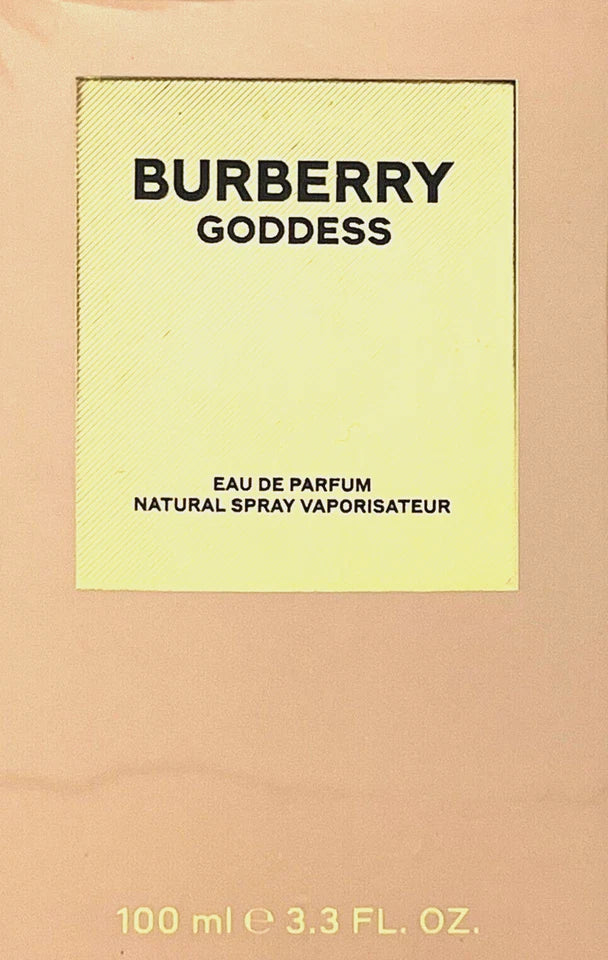 BURBERRY
GODDESS
EAU DE PARFUM
NATURAL SPRAY VAPORISATEUR
100 ml ℮ 3.3 FL. OZ.